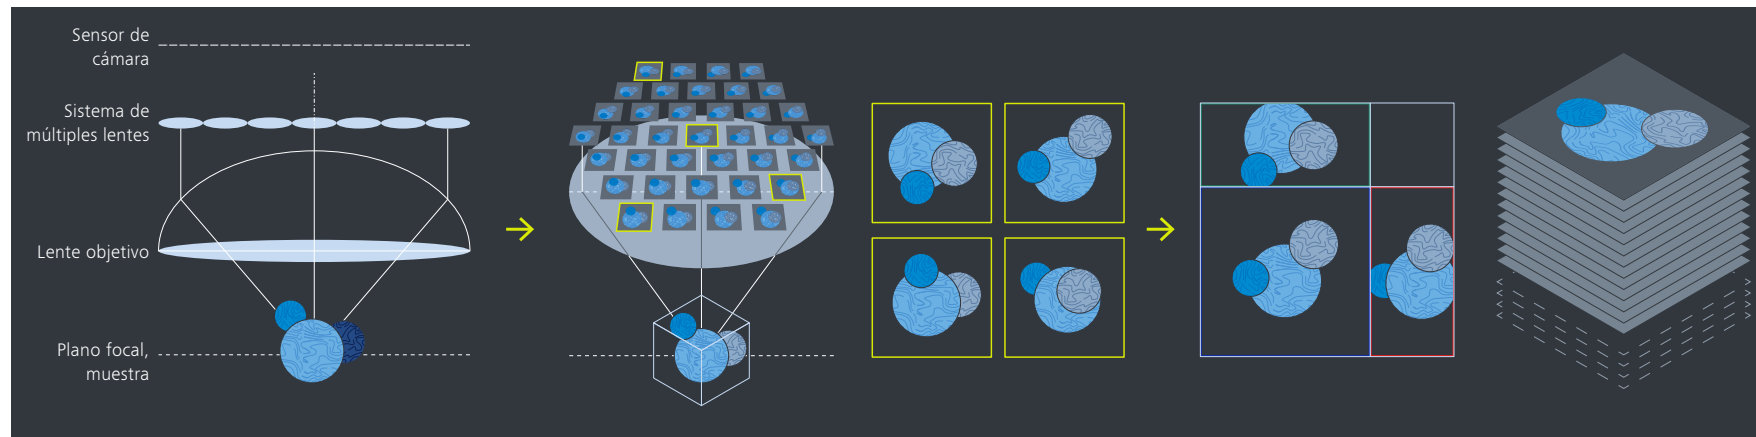 Sensor de
cámara
Sistema de
múltiples lentes
Lente objetivo
Plano focal,
muestra